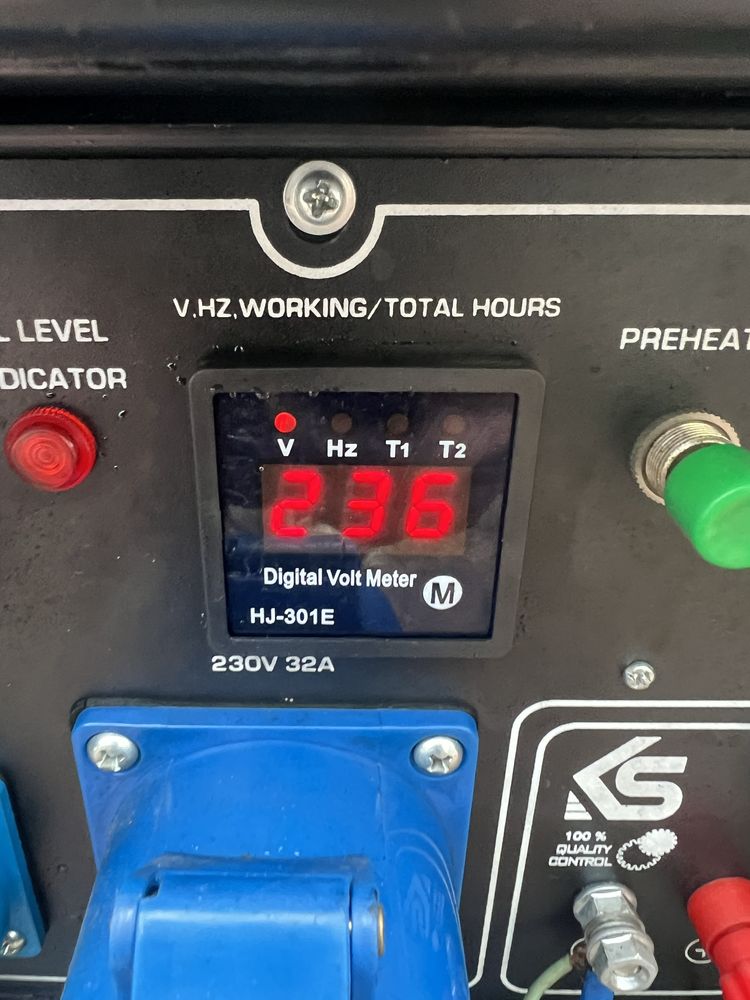 V,HZ,WORKING/TOTAL HOURS
LEVEL
PREHEAT
V Hz T1 T2
236
Digital Volt Meter
M
HJ-301E
230V 32A
KS
100 %
QUALITY
CONTROL